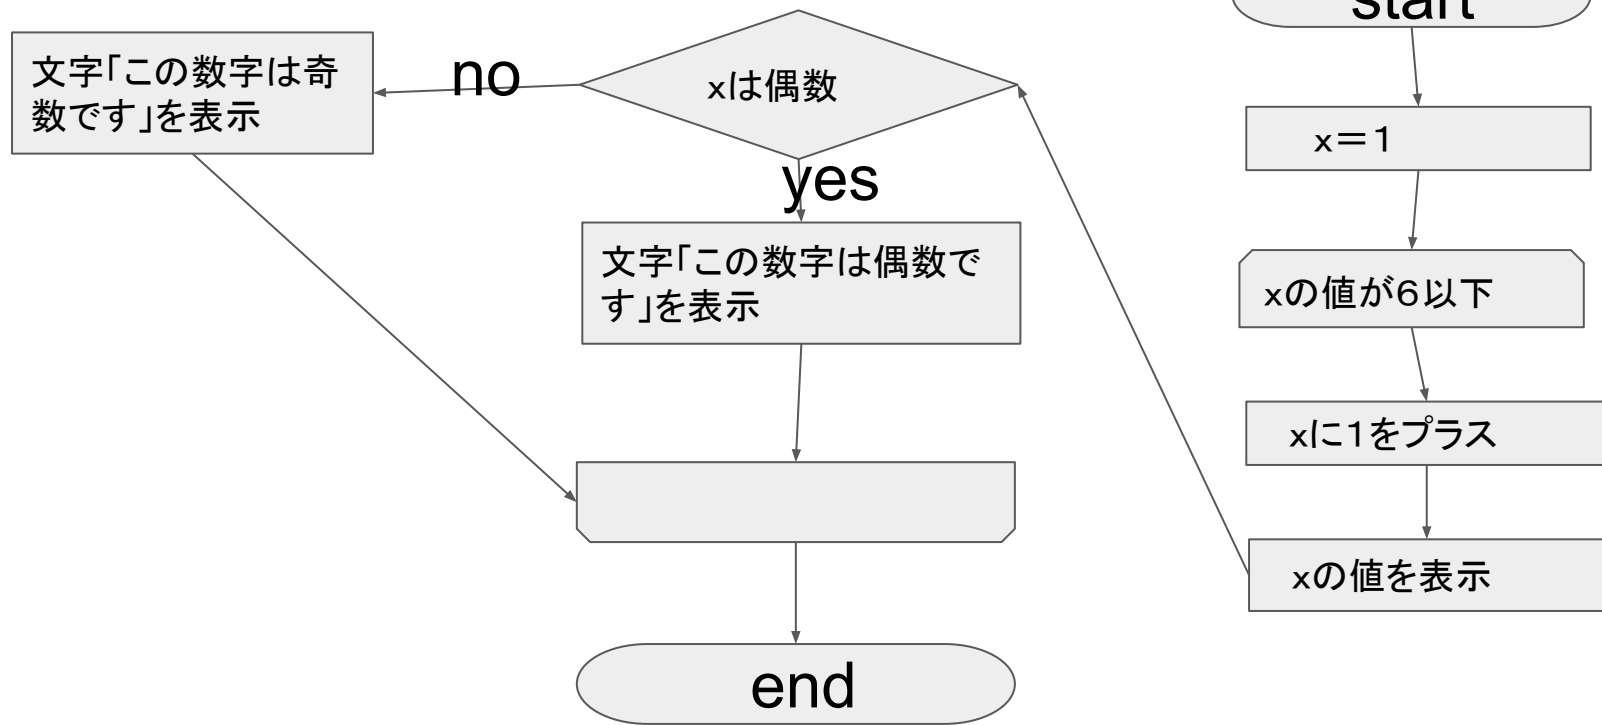 start
x＝1
xの値が6以下
xに1をプラス
xの値を表示
xは偶数
no
文字「この数字は奇
数です」を表示
yes
文字「この数字は偶数で
す」を表示
end